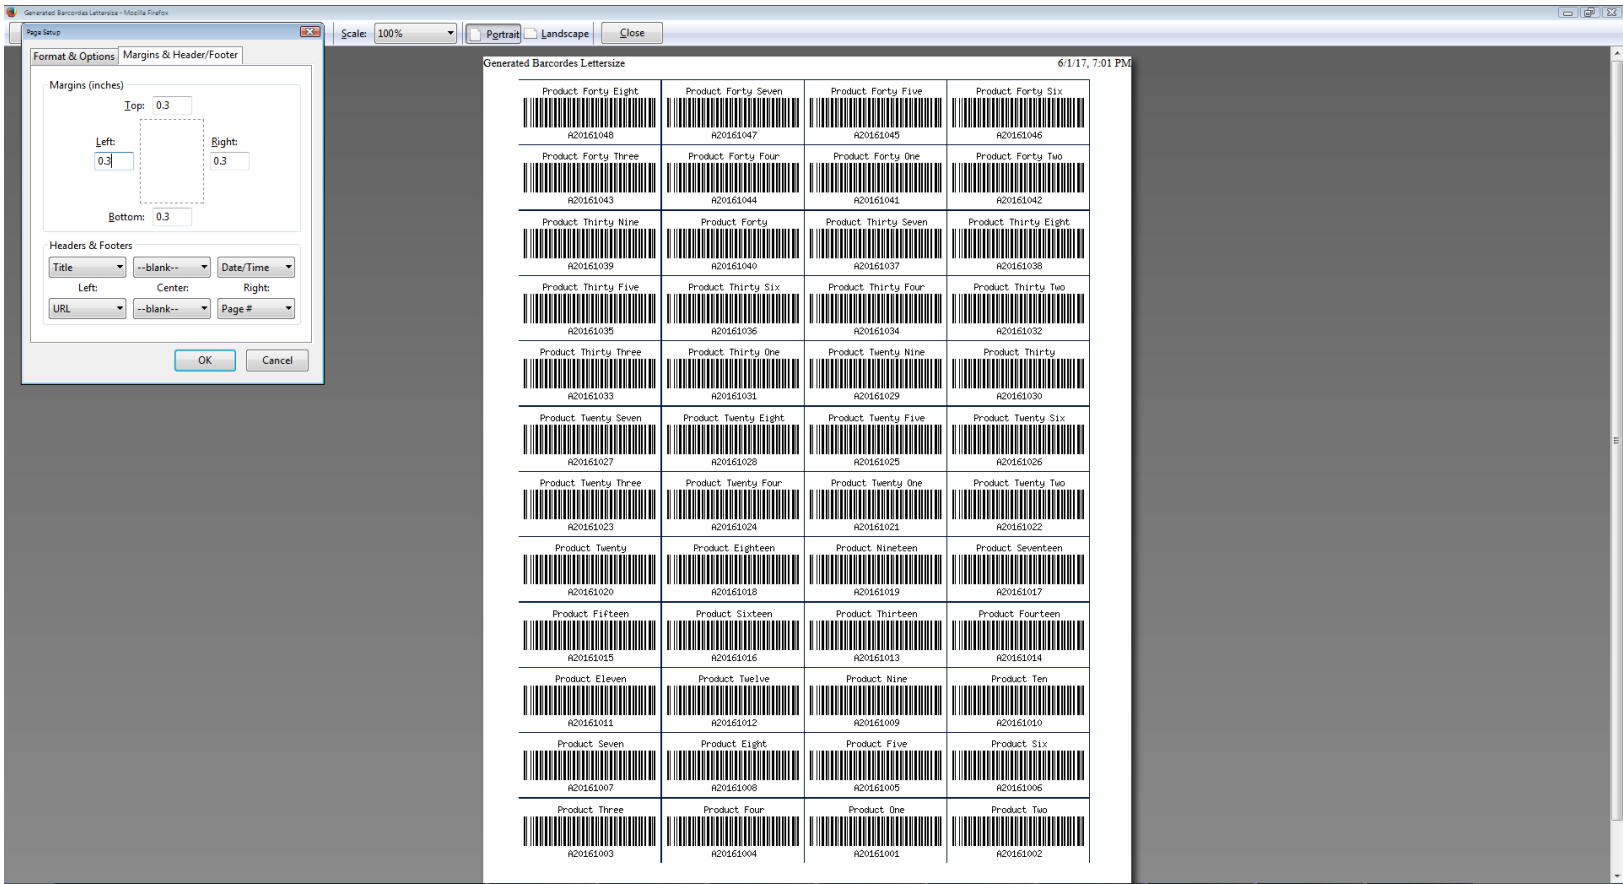 Generated Barcordes Lettersize - Mozilla Firefox
Page Setup
Scale: 100% Portrait Landscape Close
Format & Options Margins & Header/Footer
Margins (inches)
Top: 0.3
Left: Right:
0.3 0.3
Bottom: 0.3
Headers & Footers
Title --blank-- Date/Time
Left: Center: Right:
URL --blank-- Page #
OK Cancel
Generated Barcordes Lettersize 6/1/17, 7:01 PM
Product Forty Eight Product Forty Seven Product Forty Five Product Forty Six
A20161048 A20161047 A20161045 A20161046
Product Forty Three Product Forty Four Product Forty One Product Forty Two
A20161043 A20161044 A20161041 A20161042
Product Thirty Nine Product Forty Product Thirty Seven Product Thirty Eight
A20161039 A20161040 A20161037 A20161038
Product Thirty Five Product Thirty Six Product Thirty Four Product Thirty Two
A20161035 A20161036 A20161034 A20161032
Product Thirty Three Product Thirty One Product Twenty Nine Product Thirty
A20161033 A20161031 A20161029 A20161030
Product Twenty Seven Product Twenty Eight Product Twenty Five Product Twenty Six
A20161027 A20161028 A20161025 A20161026
Product Twenty Three Product Twenty Four Product Twenty One Product Twenty Two
A20161023 A20161024 A20161021 A20161022
Product Twenty Product Eighteen Product Nineteen Product Seventeen
A20161020 A20161018 A20161019 A20161017
Product Fifteen Product Sixteen Product Thirteen Product Fourteen
A20161015 A20161016 A20161013 A20161014
Product Eleven Product Twelve Product Nine Product Ten
A20161011 A20161012 A20161009 A20161010
Product Seven Product Eight Product Five Product Six
A20161007 A20161008 A20161005 A20161006
Product Three Product Four Product One Product Two
A20161003 A20161004 A20161001 A20161002